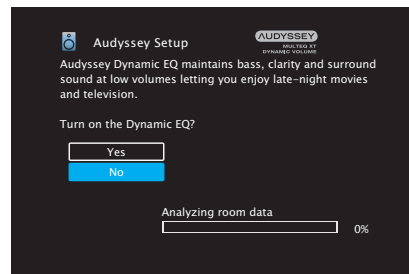 Audyssey Setup
AUDYSSEY
MULTEQ XT
DYNAMIC VOLUME
Audyssey Dynamic EQ maintains bass, clarity and surround
sound at low volumes letting you enjoy late-night movies
and television.
Turn on the Dynamic EQ?
Yes
No
Analyzing room data
0%